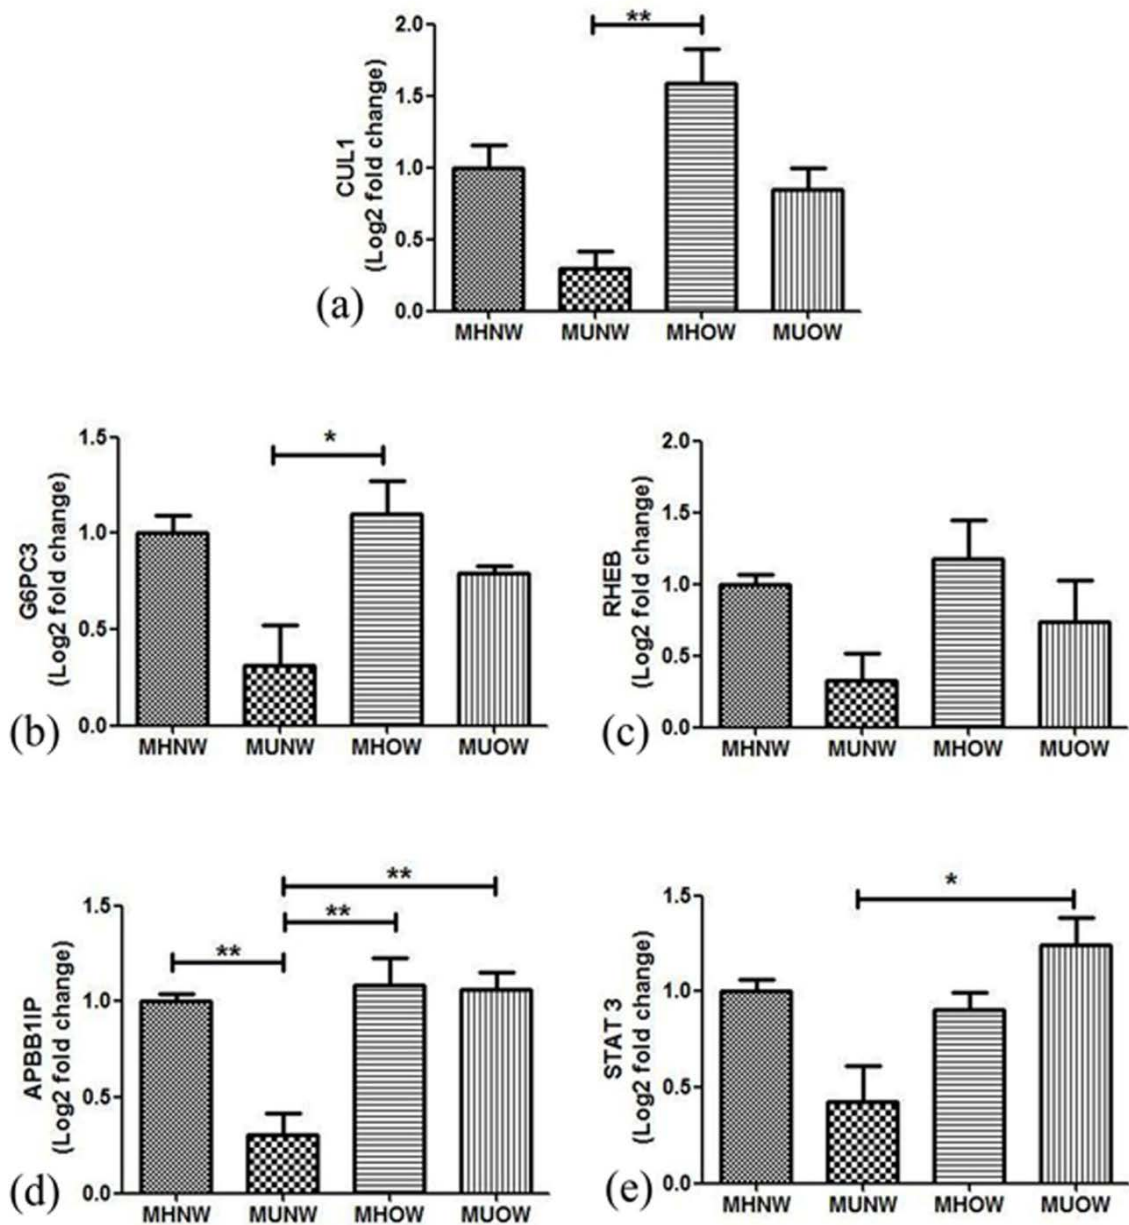 2.0
**
1.5
1.0
0.5
0.0
CUL1
(Log2 fold change)
(a)
MHNW MUNW MHOW MUOW
1.5
*
1.0
0.5
0.0
G6PC3
(Log2 fold change)
(b)
MHNW MUNW MHOW MUOW
2.0
1.5
1.0
0.5
0.0
RHEB
(Log2 fold change)
(c)
MHNW MUNW MHOW MUOW
**
1.5
**
**
1.0
0.5
0.0
APBB1IP
(Log2 fold change)
(d)
MHNW MUNW MHOW MUOW
1.5
*
1.0
0.5
0.0
STAT 3
(Log2 fold change)
(e)
MHNW MUNW MHOW MUOW